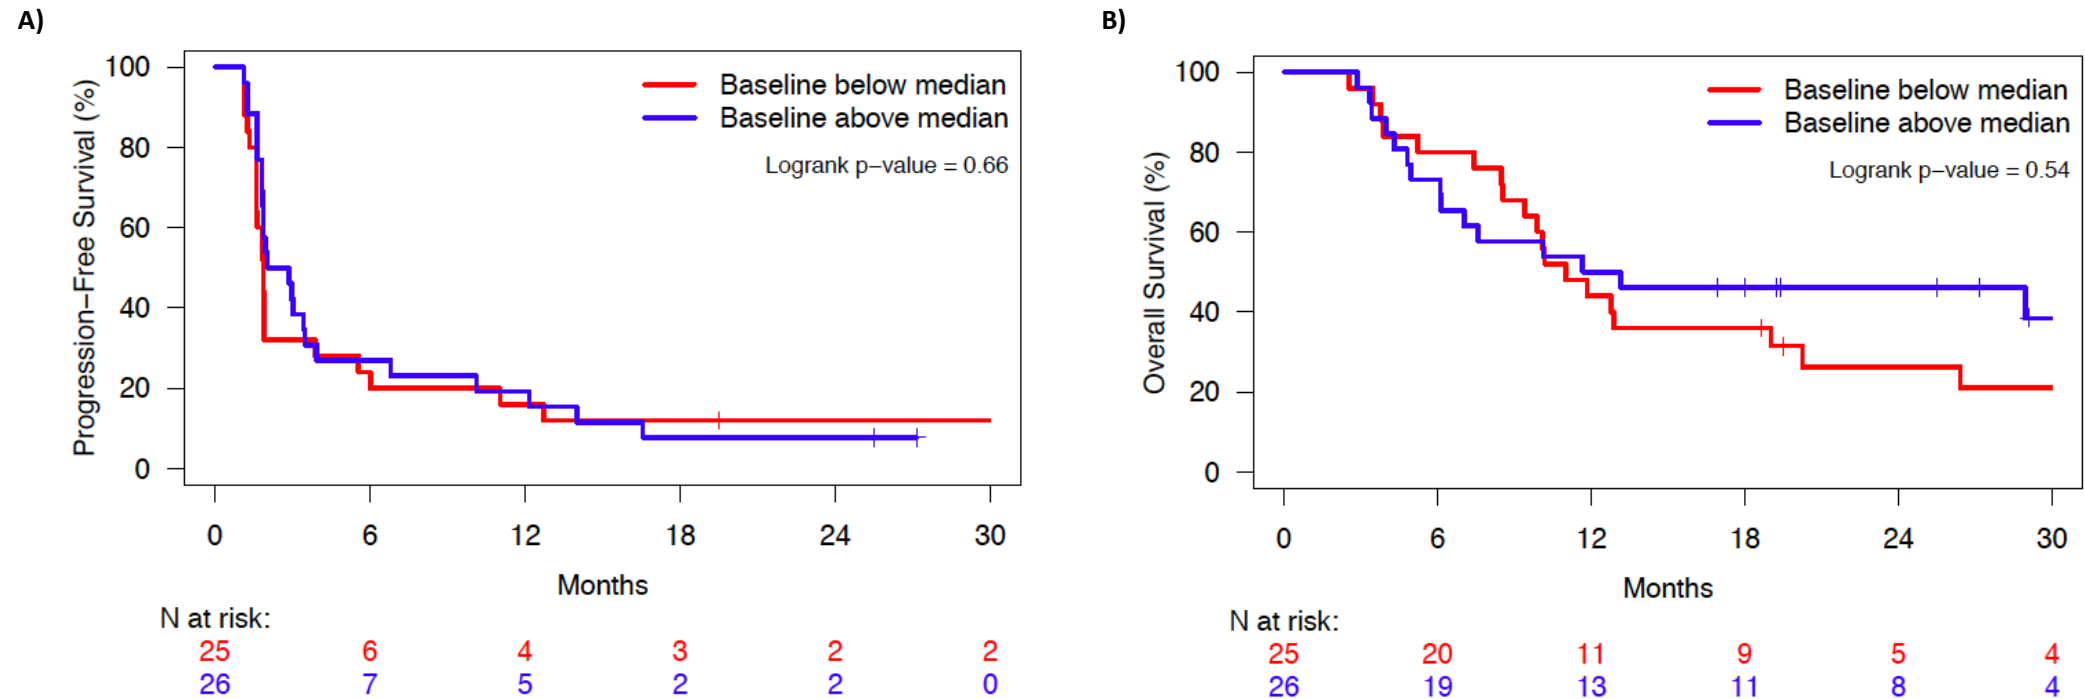 A)
Progression−Free Survival (%)
100
80
60
40
20
0
Baseline below median
Baseline above median
Logrank p−value = 0.66
0 6 12 18 24 30
Months
N at risk:
25 6 4 3 2 2
26 7 5 2 2 0
B)
Overall Survival (%)
100
80
60
40
20
0
Baseline below median
Baseline above median
Logrank p−value = 0.54
0 6 12 18 24 30
Months
N at risk:
25 20 11 9 5 4
26 19 13 11 8 4